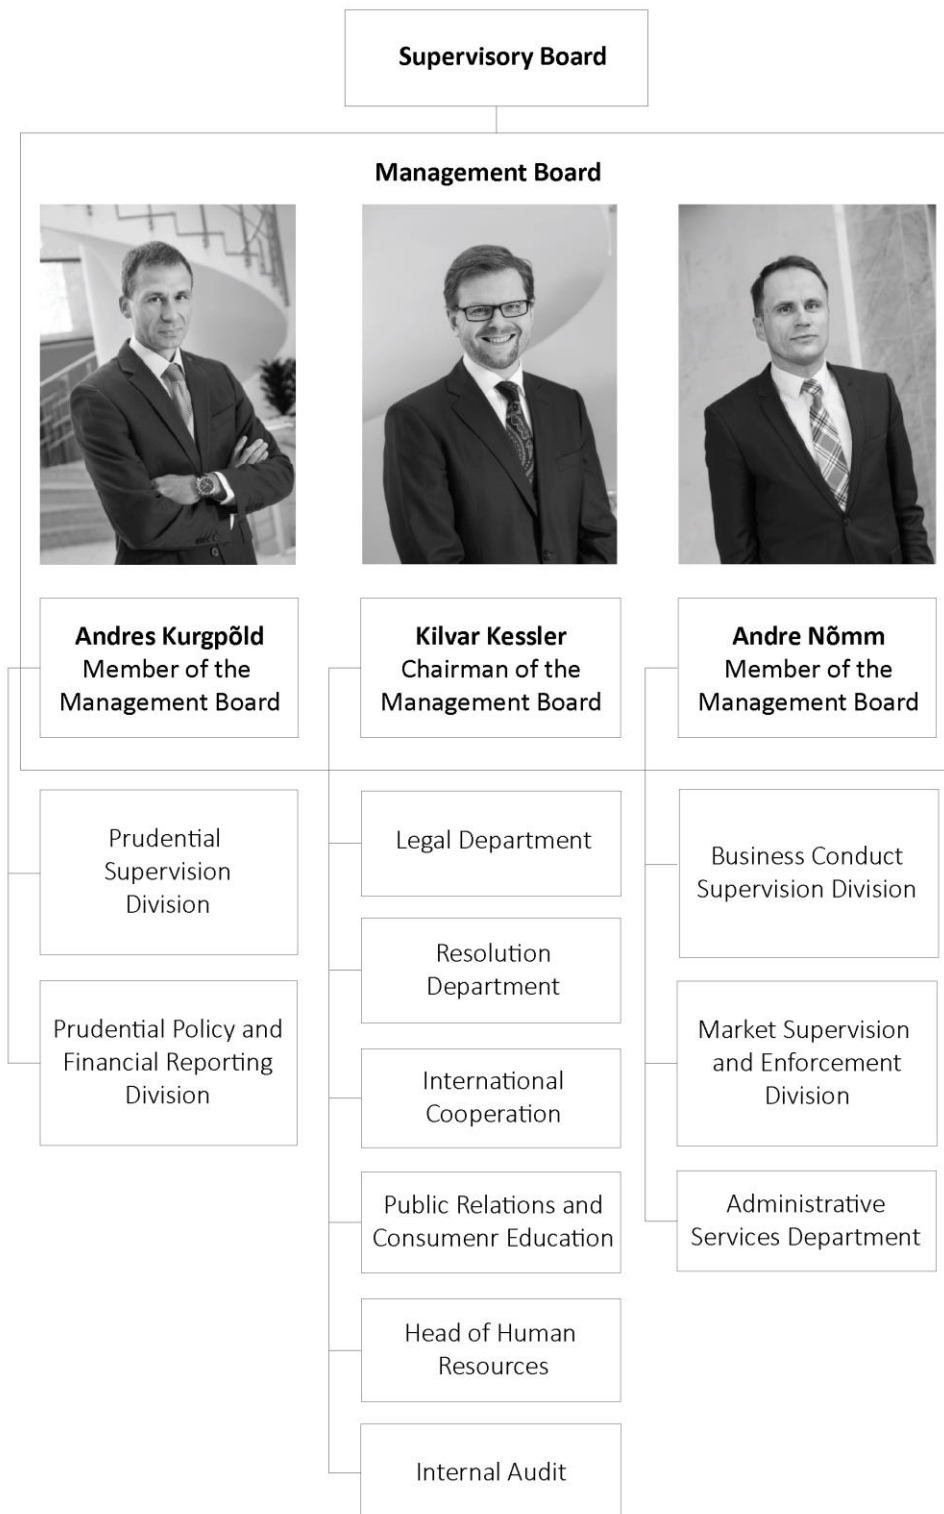 Supervisory Board
Management Board
Andres Kurgpõld
Member of the
Management Board
Kilvar Kessler
Chairman of the
Management Board
Andre Nõmm
Member of the
Management Board
Prudential
Supervision
Division
Prudential Policy and
Financial Reporting
Division
Legal Department
Resolution
Department
International
Cooperation
Public Relations and
Consumenr Education
Head of Human
Resources
Internal Audit
Business Conduct
Supervision Division
Market Supervision
and Enforcement
Division
Administrative
Services Department